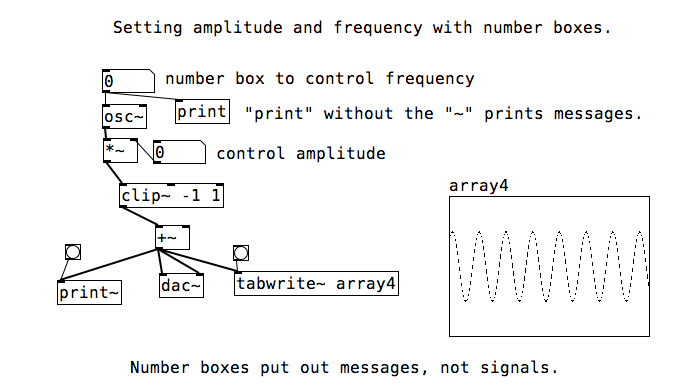 Setting amplitude and frequency with number boxes.
0 number box to control frequency
osc~ print "print" without the "~" prints messages.
*~ 0 control amplitude
clip~ -1 1
array4
+~
print~ dac~ tabwrite~ array4
Number boxes put out messages, not signals.